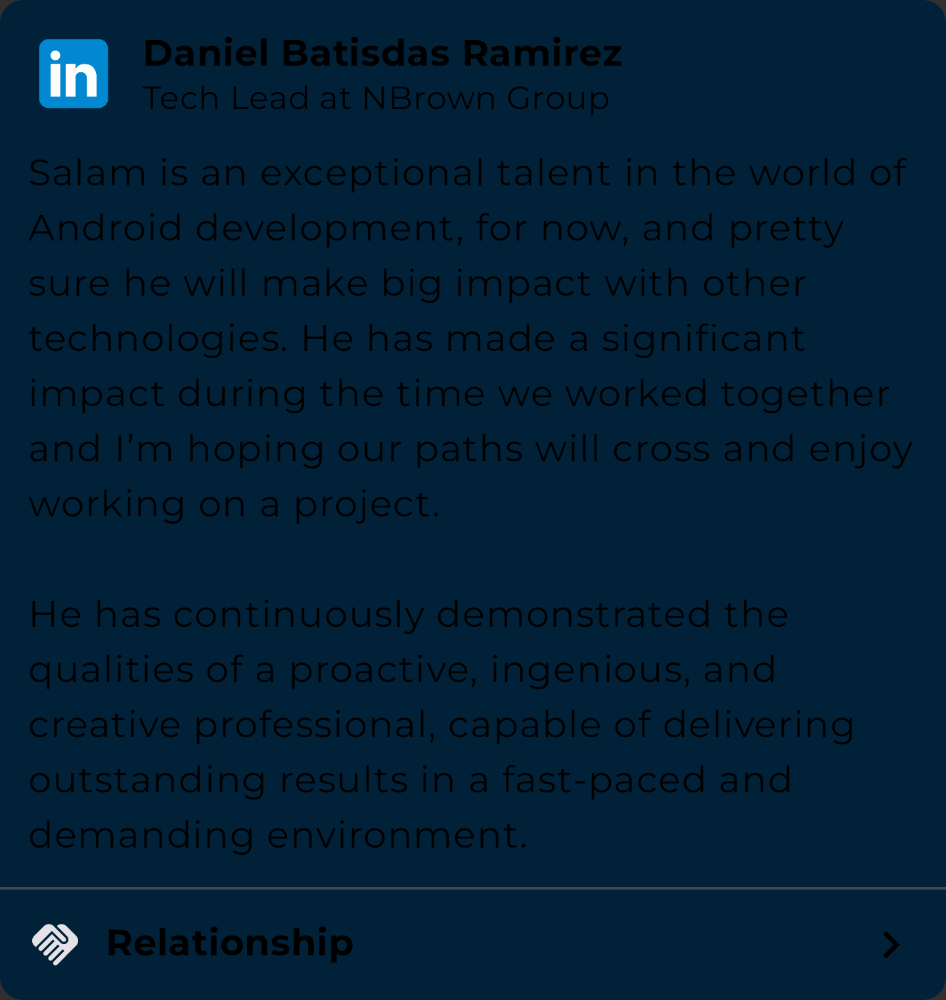 in
Daniel Batisdas Ramirez
Tech Lead at NBrown Group
Salam is an exceptional talent in the world of
Android development, for now, and pretty
sure he will make big impact with other
technologies. He has made a significant
impact during the time we worked together
and I’m hoping our paths will cross and enjoy
working on a project.
He has continuously demonstrated the
qualities of a proactive, ingenious, and
creative professional, capable of delivering
outstanding results in a fast-paced and
demanding environment.
Relationship